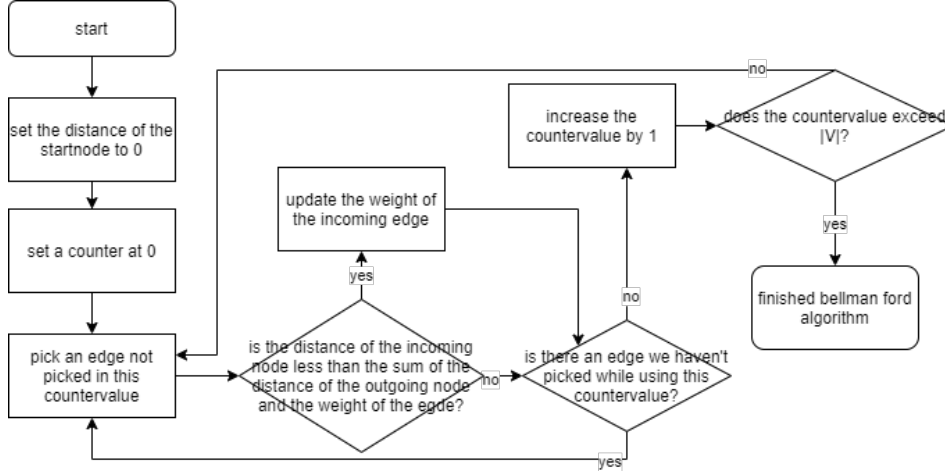 start
set the distance of the
startnode to 0
set a counter at 0
pick an edge not
picked in this
countervalue
is the distance of the incoming
node less than the sum of the
distance of the outgoing node
and the weight of the egde?
yes
update the weight of
the incoming edge
no
is there an edge we haven't
picked while using this
countervalue?
yes
no
increase the
countervalue by 1
does the countervalue exceed
|V|?
no
yes
finished bellman ford
algorithm